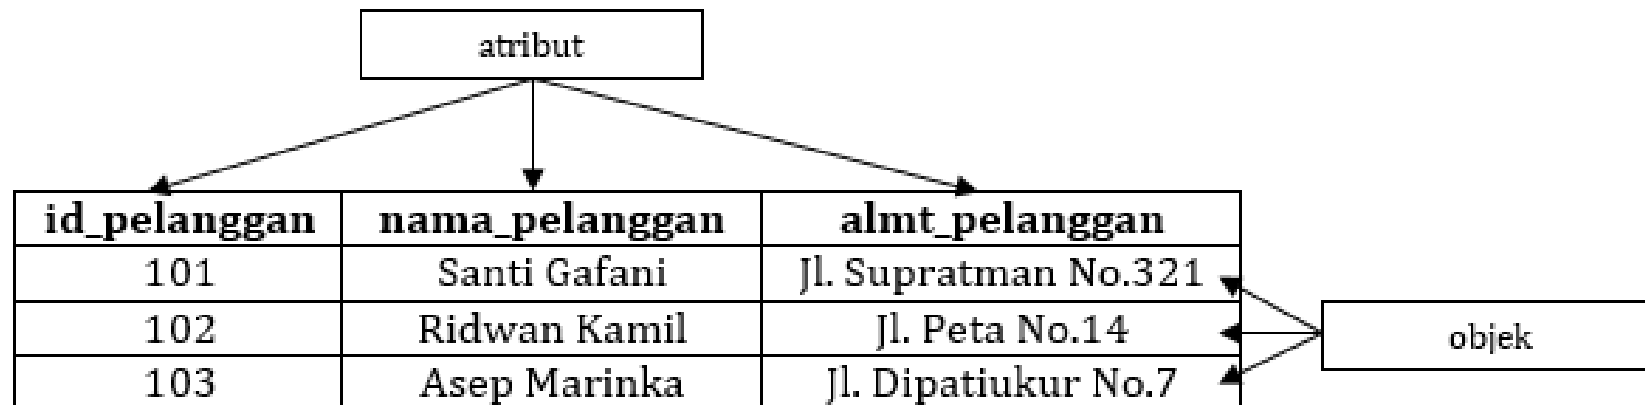 atribut
id_pelanggan nama_pelanggan almt_pelanggan
101 Santi Gafani Jl. Supratman No.321
102 Ridwan Kamil Jl. Peta No.14
objek
103 Asep Marinka Jl. Dipatiukur No.7